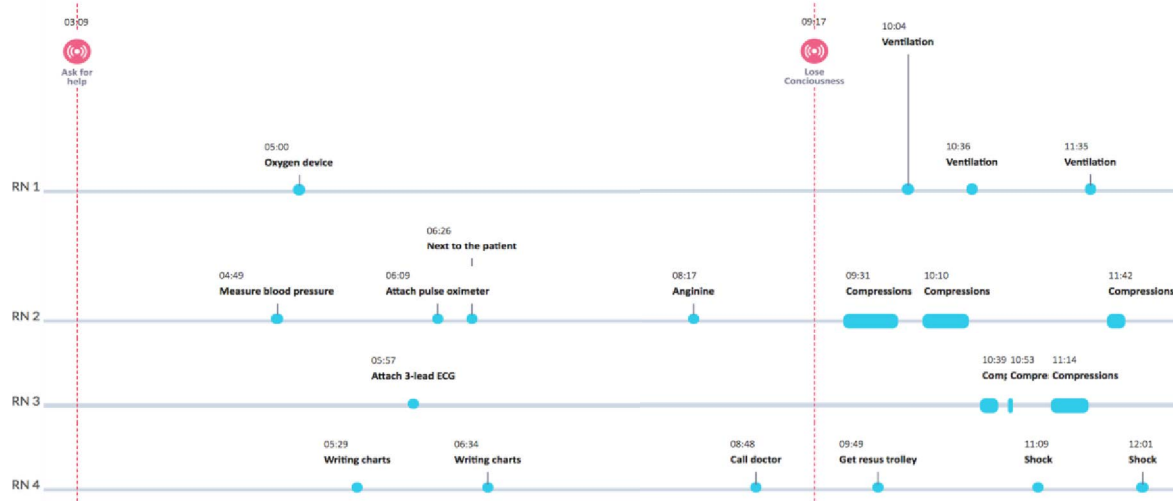 03:09
Ask for
help
09:17
Lose
Conciousness
10:04
Ventilation
05:00
Oxygen device
10:36
Ventilation
11:35
Ventilation
RN 1
06:26
Next to the patient
04:49
Measure blood pressure
06:09
Attach pulse oximeter
08:17
Anginine
09:31
Compressions
10:10
Compressions
11:42
Compressions
RN 2
05:57
Attach 3-lead ECG
10:39
10:53
Compre
11:14
Compressions
RN 3
05:29
Writing charts
06:34
Writing charts
08:48
Call doctor
09:49
Get resus trolley
11:09
Shock
12:01
Shock
RN 4